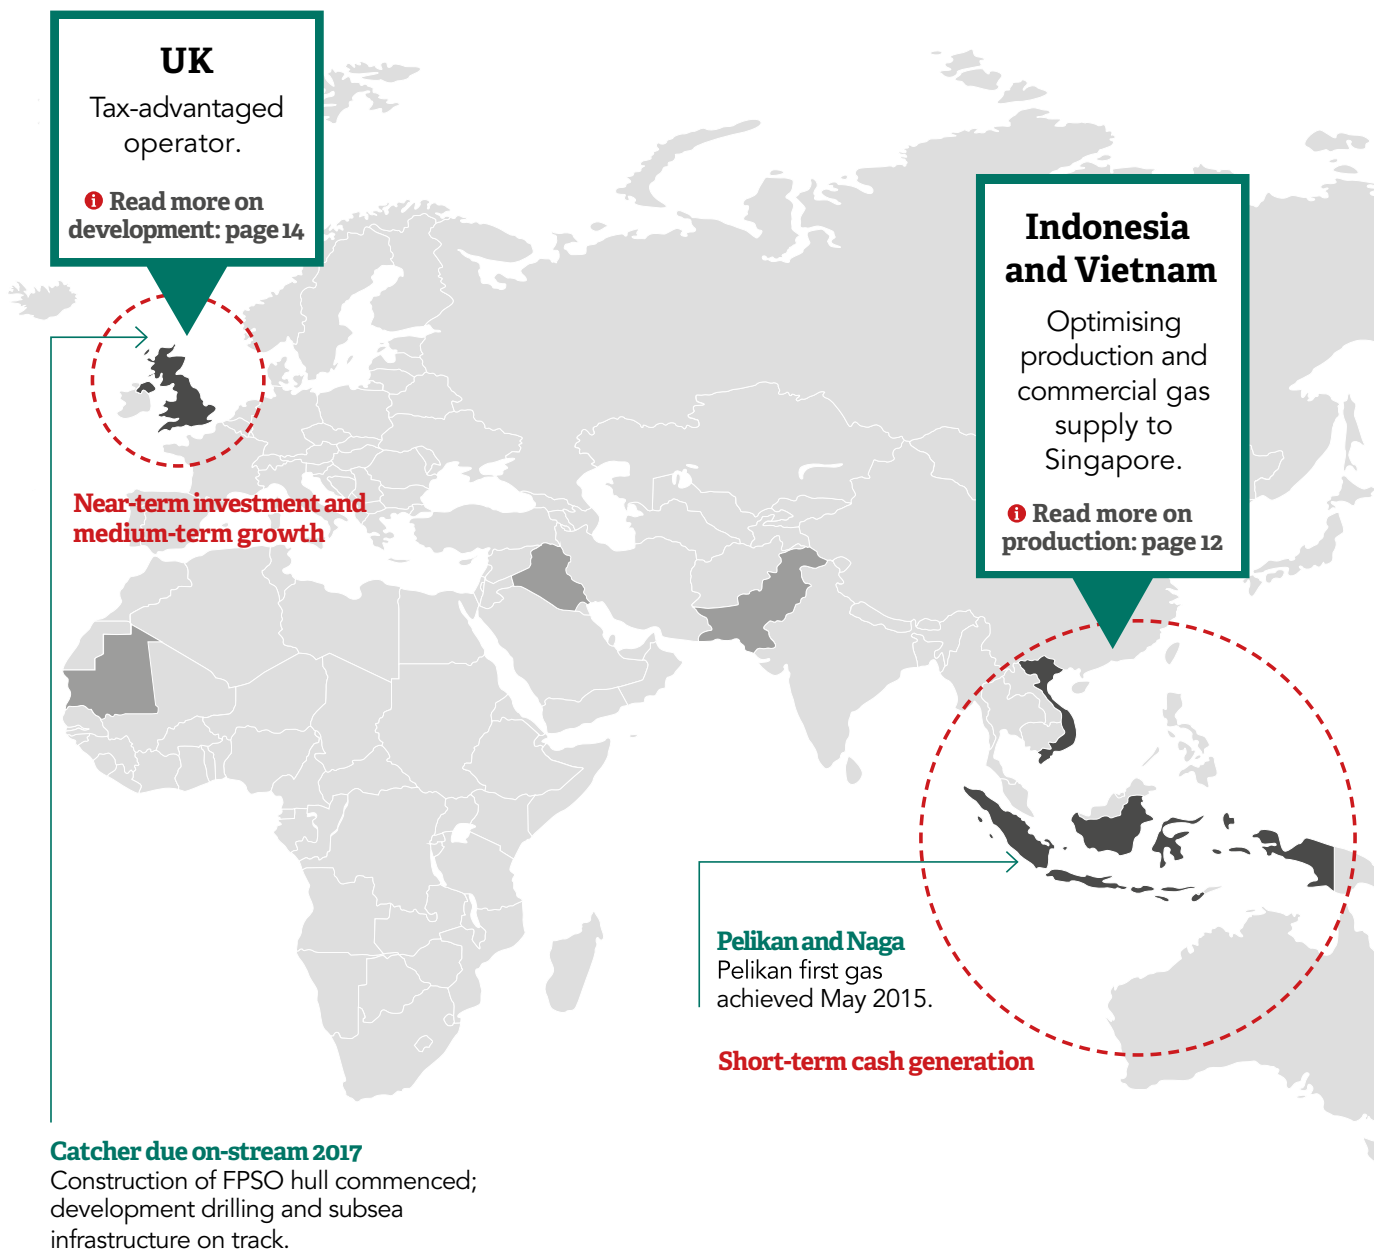 UK
Tax-advantaged
operator.
Read more on
development: page 14
Near-term investment and
medium-term growth
Indonesia
and Vietnam
Optimising
production and
commercial gas
supply to
Singapore.
Read more on
production: page 12
Pelikan and Naga
Pelikan first gas
achieved May 2015.
Short-term cash generation
Catcher due on-stream 2017
Construction of FPSO hull commenced;
development drilling and subsea
infrastructure on track.